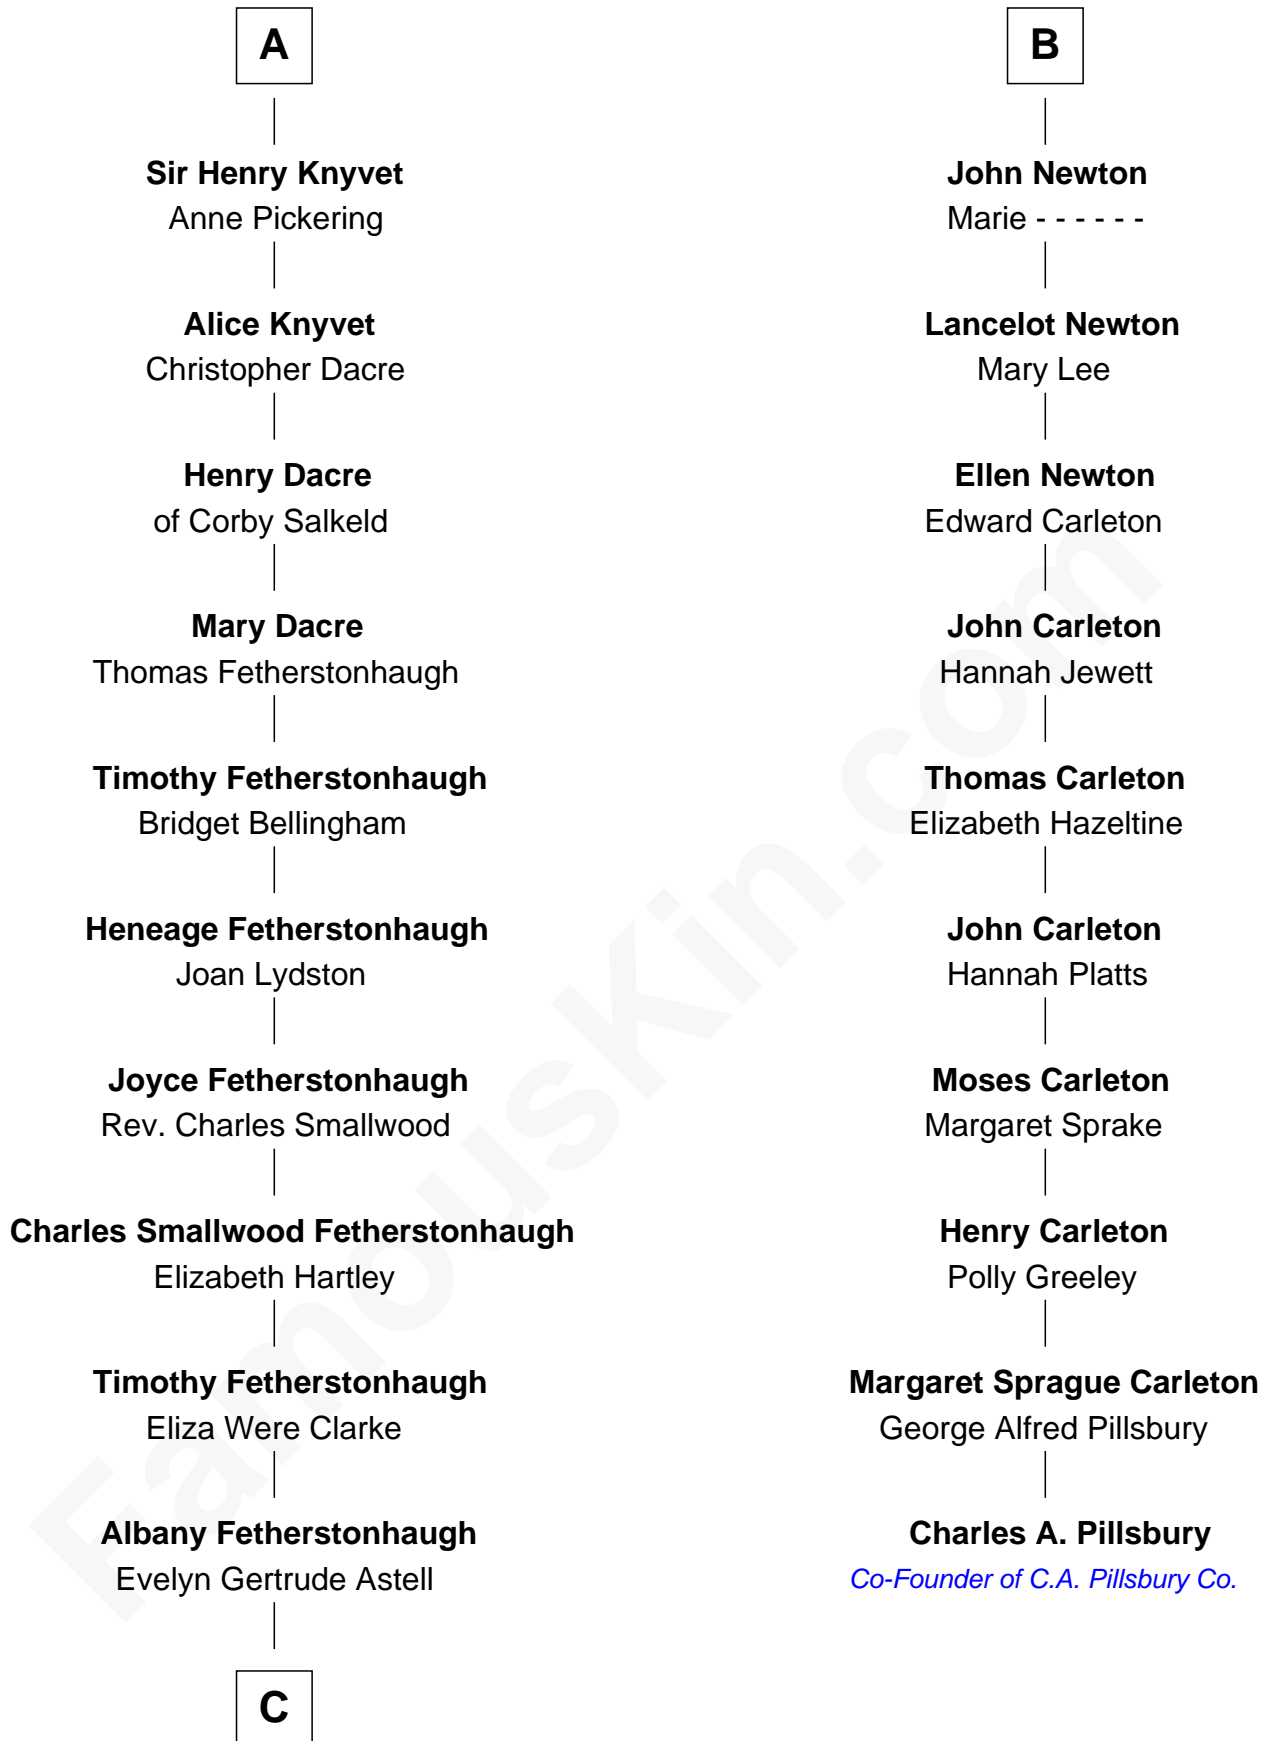 A
Sir Henry Knyvet
Anne Pickering
Alice Knyvet
Christopher Dacre
Henry Dacre
of Corby Salkeld
Mary Dacre
Thomas Fetherstonhaugh
Timothy Fetherstonhaugh
Bridget Bellingham
Heneage Fetherstonhaugh
Joan Lydston
Joyce Fetherstonhaugh
Rev. Charles Smallwood
Charles Smallwood Fetherstonhaugh
Elizabeth Hartley
Timothy Fetherstonhaugh
Eliza Were Clarke
Albany Fetherstonhaugh
Evelyn Gertrude Astell
C
B
John Newton
Marie - - - - - -
Lancelot Newton
Mary Lee
Ellen Newton
Edward Carleton
John Carleton
Hannah Jewett
Thomas Carleton
Elizabeth Hazeltine
John Carleton
Hannah Platts
Moses Carleton
Margaret Sprake
Henry Carleton
Polly Greeley
Margaret Sprague Carleton
George Alfred Pillsbury
Charles A. Pillsbury
Co-Founder of C.A. Pillsbury Co.
FamousKin.com